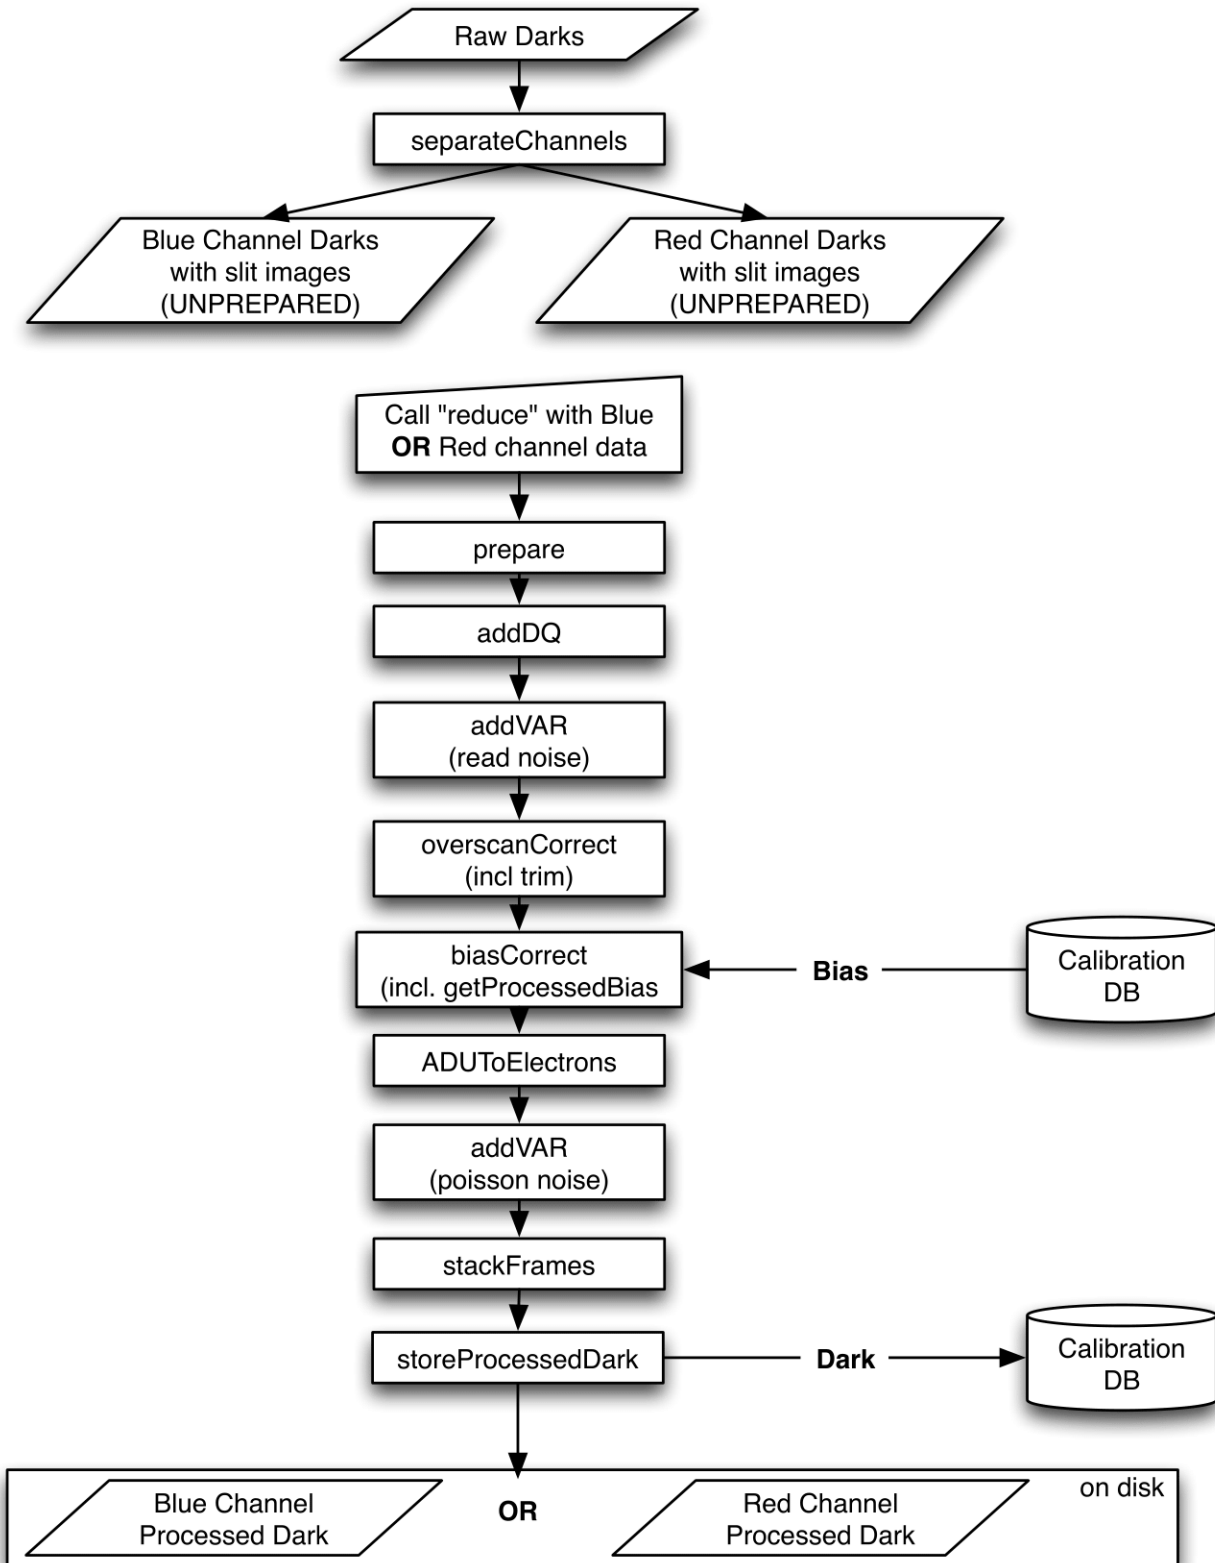 Raw Darks
separateChannels
Blue Channel Darks
with slit images
(UNPREPARED)
Red Channel Darks
with slit images
(UNPREPARED)
Call "reduce" with Blue
OR Red channel data
prepare
addDQ
addVAR
(read noise)
overscanCorrect
(incl trim)
biasCorrect
(incl. getProcessedBias
Bias
Calibration
DB
ADUToElectrons
addVAR
(poisson noise)
stackFrames
storeProcessedDark
Dark
Calibration
DB
on disk
Blue Channel
Processed Dark
OR
Red Channel
Processed Dark